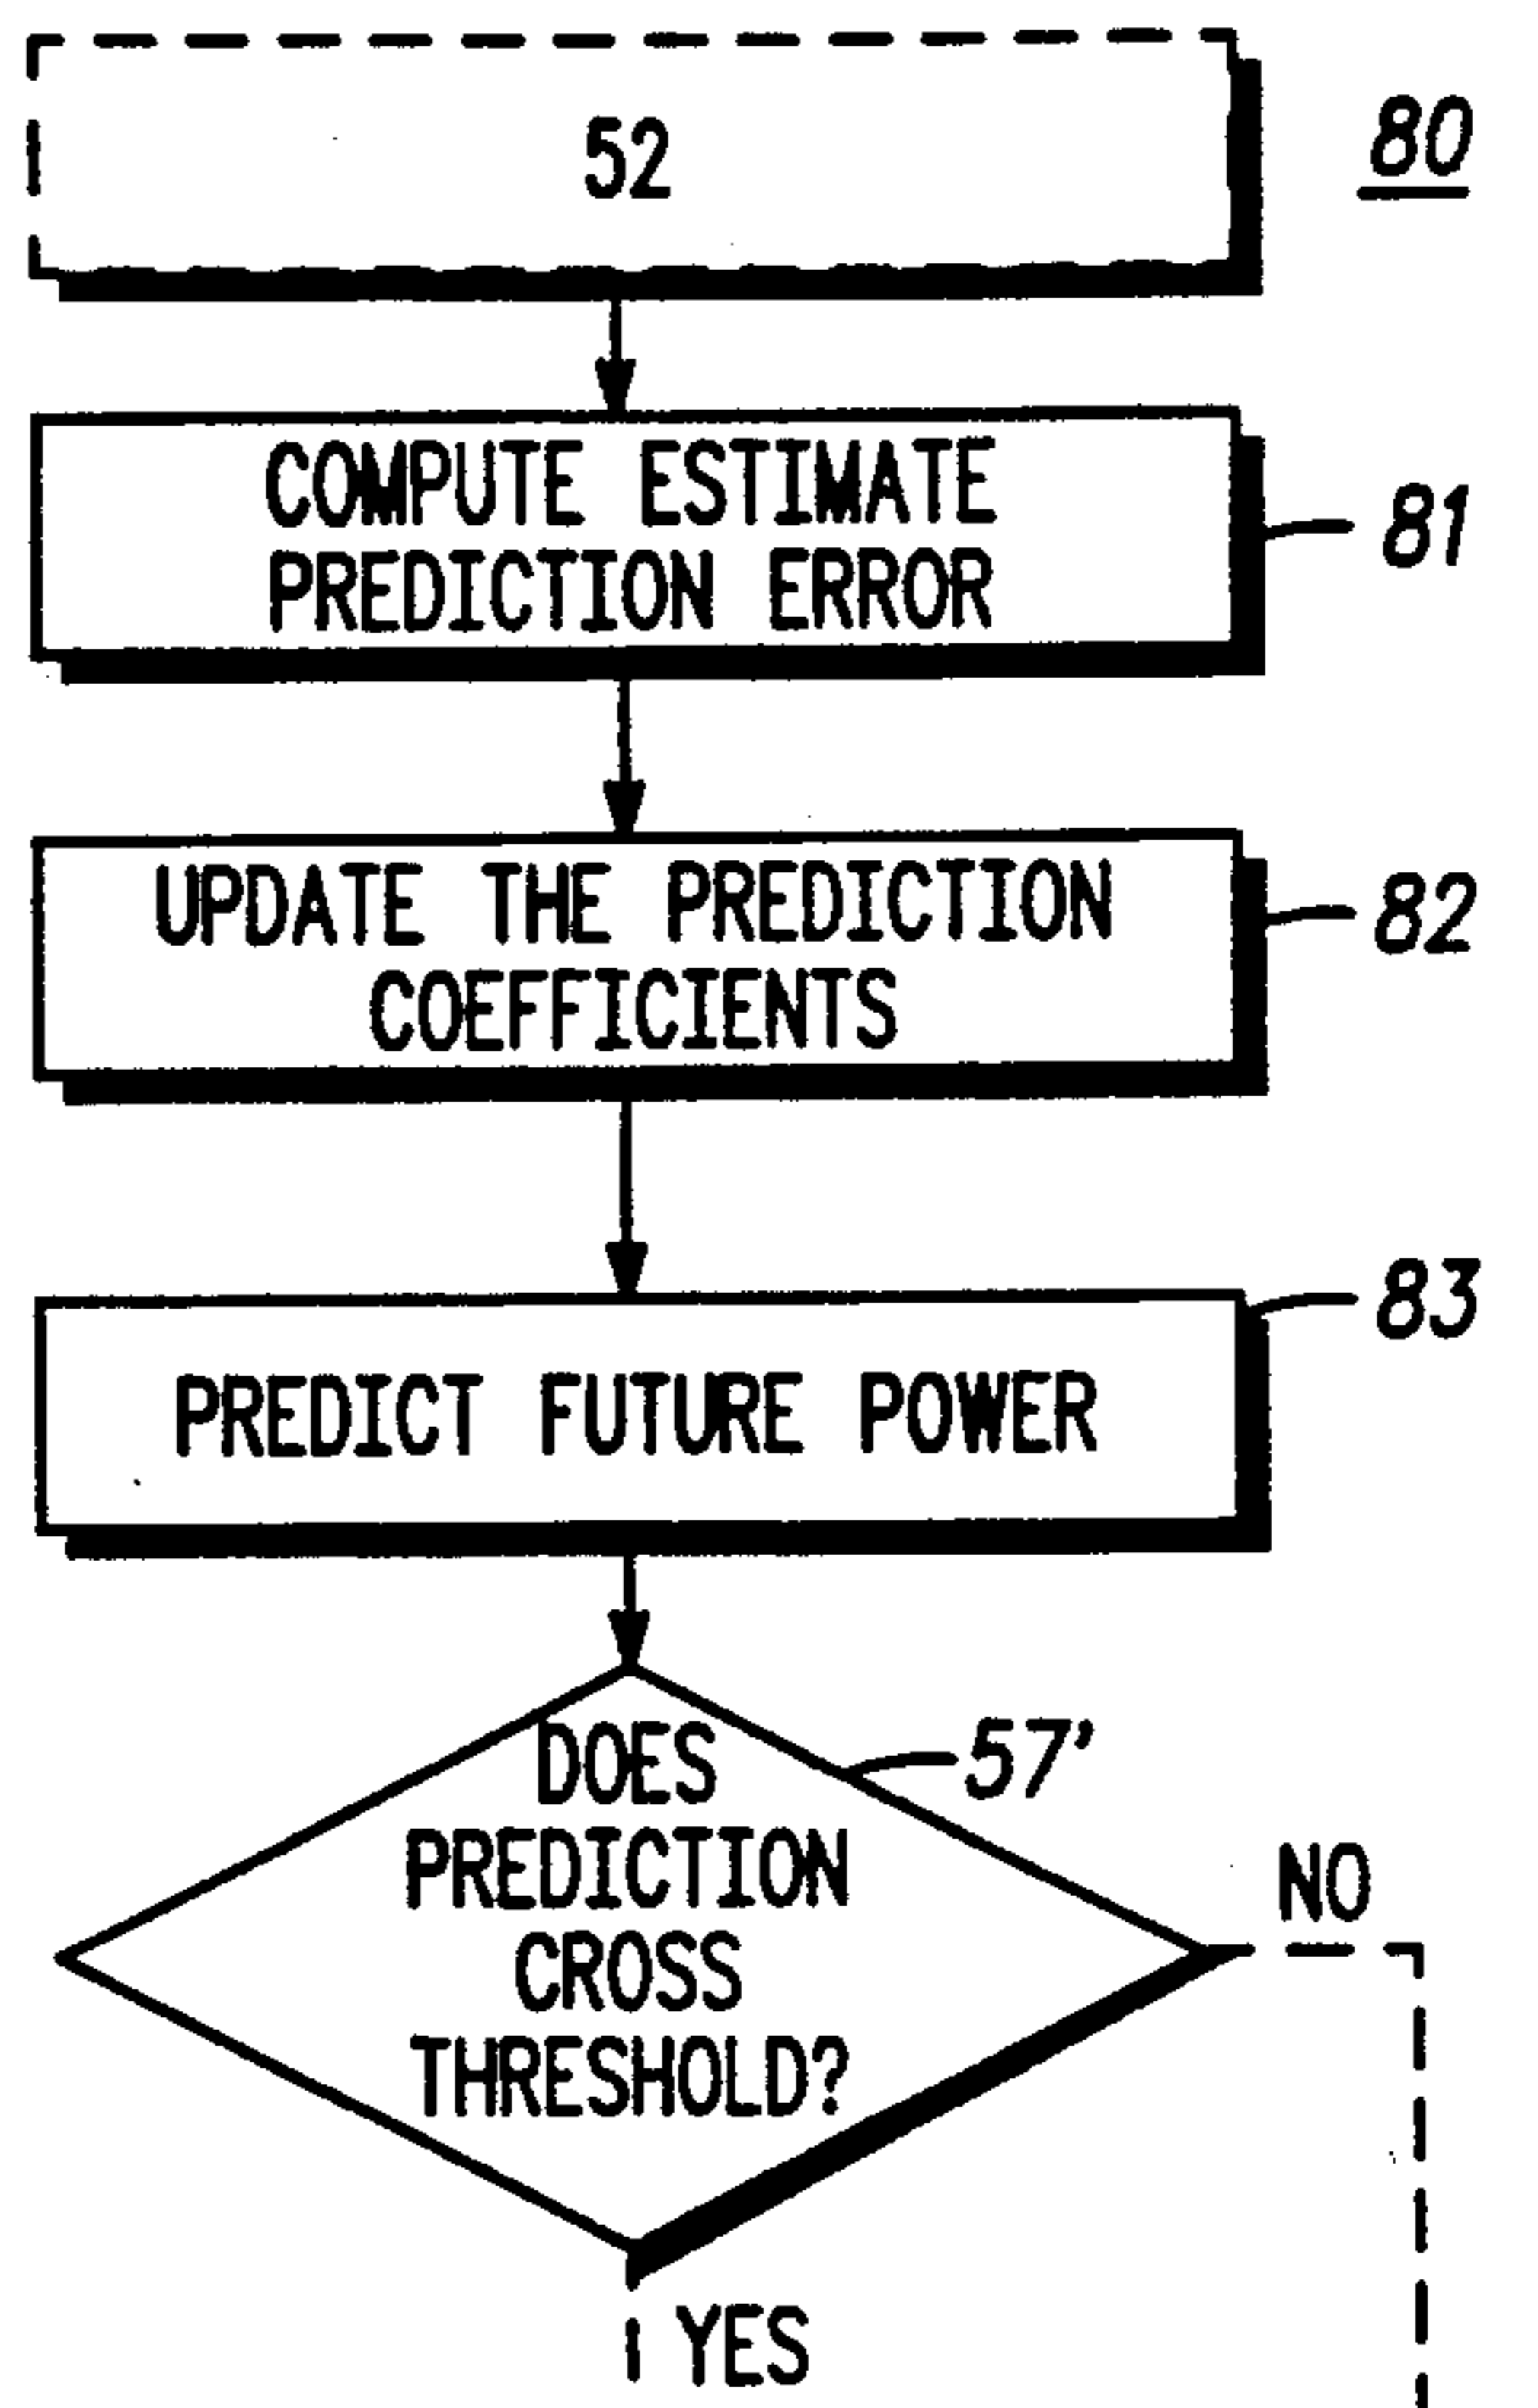 52
80
COMPUTE ESTIMATE
PREDICTION ERROR
81
UPDATE THE PREDICTION
COEFFICIENTS
82
83
PREDICT FUTURE POWER
DOES
PREDICTION
CROSS
THRESHOLD?
57'
NO
YES